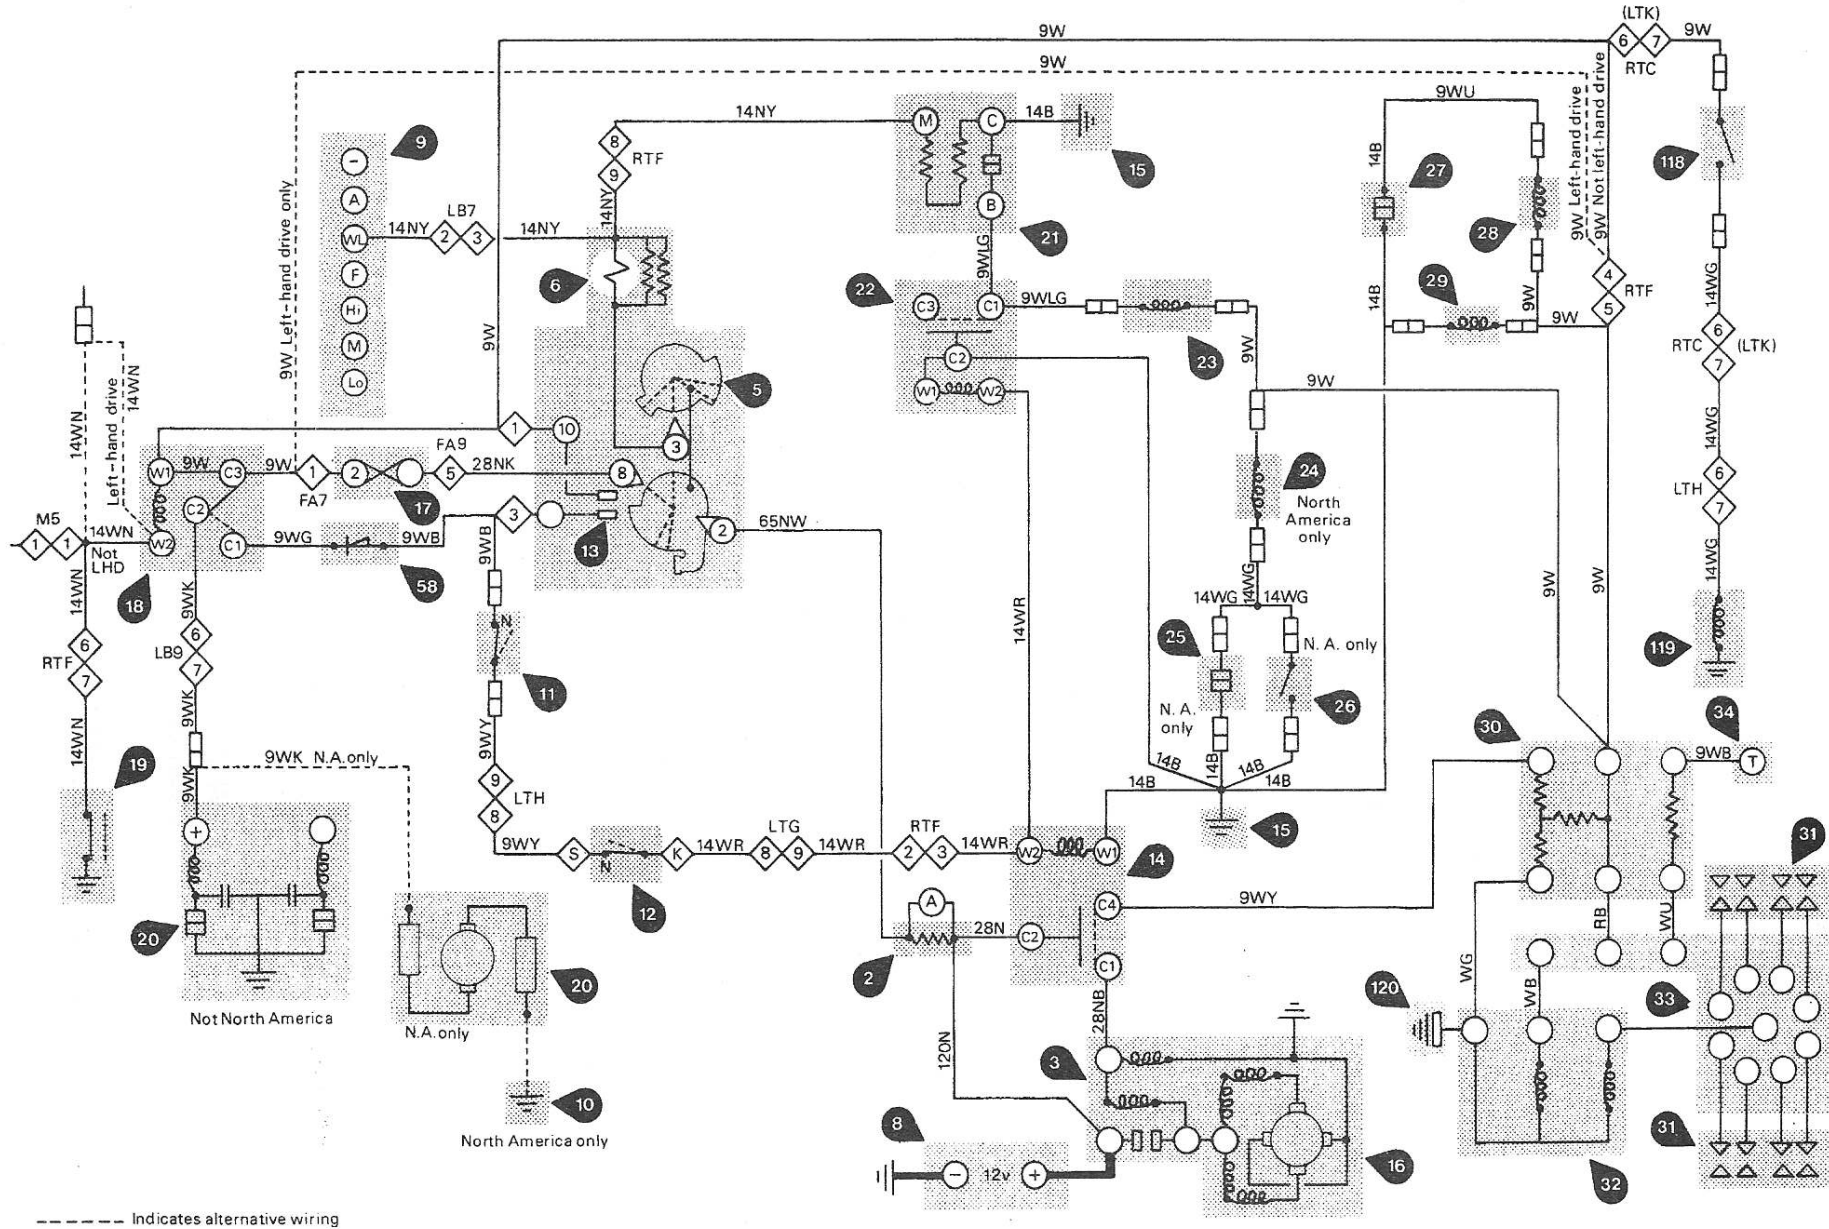 (LTK)
9W
6
7
9W
RTC
9W
9W Left-hand drive
9W Not left-hand drive
9WU
14NY
M
C
14B
8
RTF
9
9
−
15
14B
27
118
A
14NY
LB7
14NY
WL
2
3
14NY
B
21
28
9W Left-hand drive only
F
6
9WLG
29
4
RTF
5
14WG
Hi
22
C3
C1
9WLG
14B
9W
9W
M
9W
C2
23
9W
RTC
6
7
(LTK)
Lo
5
W1
W2
9W
14WN
Left-hand drive
14WN
1
10
3
14WG
FA9
W1
9W
C3
9W
1
2
5
28NK
8
24
6
LTH
7
FA7
17
North
America
only
C2
3
65NW
2
M5
1
1
14WN
W2
C1
9WG
9WB
9WB
13
Not
LHD
18
58
14WG
9W
9W
14WG
14WN
9WK
14WG
14WG
14WR
N
25
N. A. only
119
6
RTF
7
LB9
6
7
11
N. A.
only
26
34
9WK
30
9WY
9WB
T
14WN
9WK N.A.only
19
9WK
9
LTH
8
14B
14B
14B
14B
14B
+
9WY
S
N
K
14WR
LTG
8
9
14WR
RTF
2
3
14WR
W2
W1
15
14
31
12
A
C4
9WY
20
28N
C2
RB
WU
2
C1
WG
20
120
WB
33
Not North America
N.A.only
28NB
120N
3
10
North America only
8
31
−
12v
+
16
32
Indicates alternative wiring